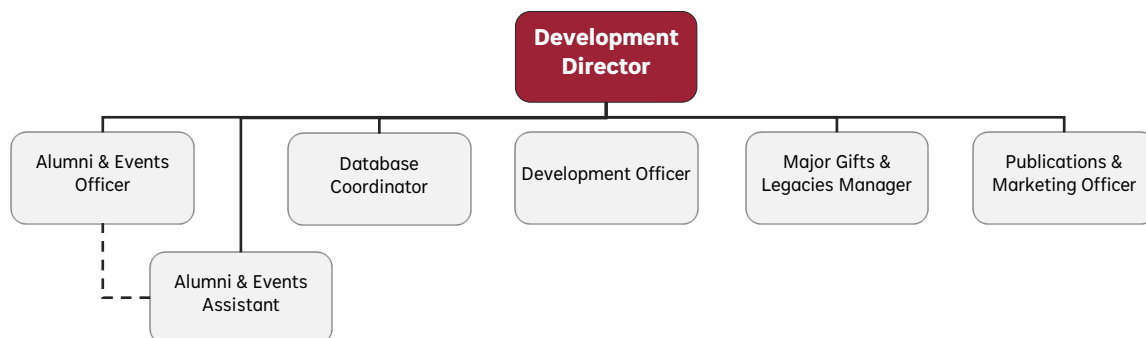 Development
Director
Alumni & Events
Officer
Database
Coordinator
Development Officer
Major Gifts &
Legacies Manager
Publications &
Marketing Officer
Alumni & Events
Assistant